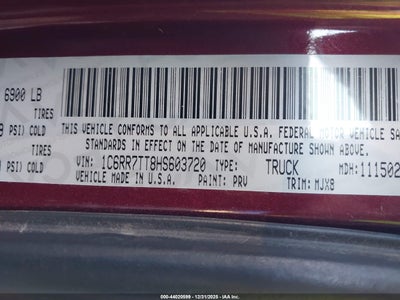 6900 LB
TIRES
PSI) COLD
TIRES
PSI) COLD
THIS VEHICLE CONFORMS TO ALL APPLICABLE U.S.A. FEDERAL MOTOR VEHICLE SA
STANDARDS IN EFFECT ON THE DATE OF MANUFACTURE SHOWN ABOVE.
VIN: 1C6RR7TT8HS603720 TYPE: TRUCK MDH:111502
VEHICLE MADE IN U.S.A. PAINT: PRV TRIM: MJX8
000-44020599 - 12/31/2025 - IAA Inc.